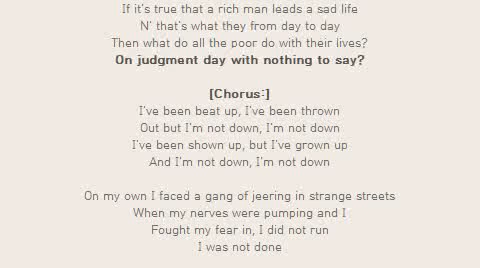 If it's true that a rich man leads a sad life
N' that's what they from day to day
Then what do all the poor do with their lives?
On judgment day with nothing to say?
[Chorus:]
I've been beat up, I've been thrown
Out but I'm not down, I'm not down
I've been shown up, but I've grown up
And I'm not down, I'm not down
On my own I faced a gang of jeering in strange streets
When my nerves were pumping and I
Fought my fear in, I did not run
I was not done